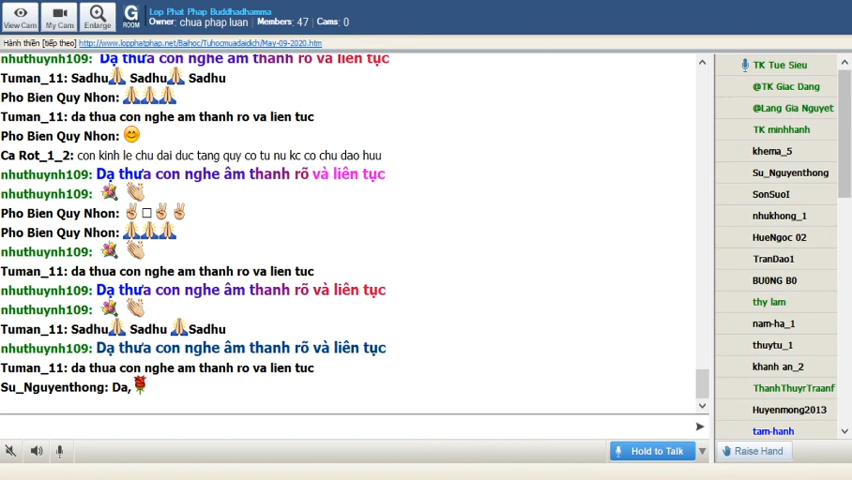 View Cam
My Cam
Enlarge
G
ROOM
Lop Phat Phap Buddhadhamma
Owner: chua phap luan Members: 47 Cams: 0
Hành thiền [tiếp theo] http://www.lopphatphap.net/Baihoc/Tuhocmuadaidich/May-09-2020.htm
nhuthuynh109: Dạ thưa con nghe âm thanh rõ và liên tục
Tuman_11: Sadhu🙏 Sadhu🙏 Sadhu
Pho Bien Quy Nhon: 🙏🙏🙏
Tuman_11: da thua con nghe am thanh ro va lien tuc
Pho Bien Quy Nhon: 😊
Ca Rot_1_2: con kinh le chu dai duc tang quy co tu nu kc co chu dao huu
nhuthuynh109: Dạ thưa con nghe âm thanh rõ và liên tục
nhuthuynh109: 💐 👏
Pho Bien Quy Nhon: ✌□✌✌
Pho Bien Quy Nhon: 🙏🙏🙏
nhuthuynh109: 💐 👏
Tuman_11: da thua con nghe am thanh ro va lien tuc
nhuthuynh109: Dạ thưa con nghe âm thanh rõ và liên tục
nhuthuynh109: 💐 👏
Tuman_11: Sadhu🙏 Sadhu 🙏Sadhu
nhuthuynh109: Dạ thưa con nghe âm thanh rõ và liên tục
Tuman_11: da thua con nghe am thanh ro va lien tuc
Su_Nguyenthong: Da,🌹
TK Tue Sieu
@TK Giac Dang
@Lang Gia Nguyet
TK minhhanh
khema_5
Su_Nguyenthong
SonSuoI
nhukhong_1
HueNgoc 02
TranDao1
BU0NG B0
thy lam
nam-ha_1
thuytu_1
khanh an_2
ThanhThuyrTraanf
Huyenmong2013
tam-hanh
Hold to Talk
Raise Hand